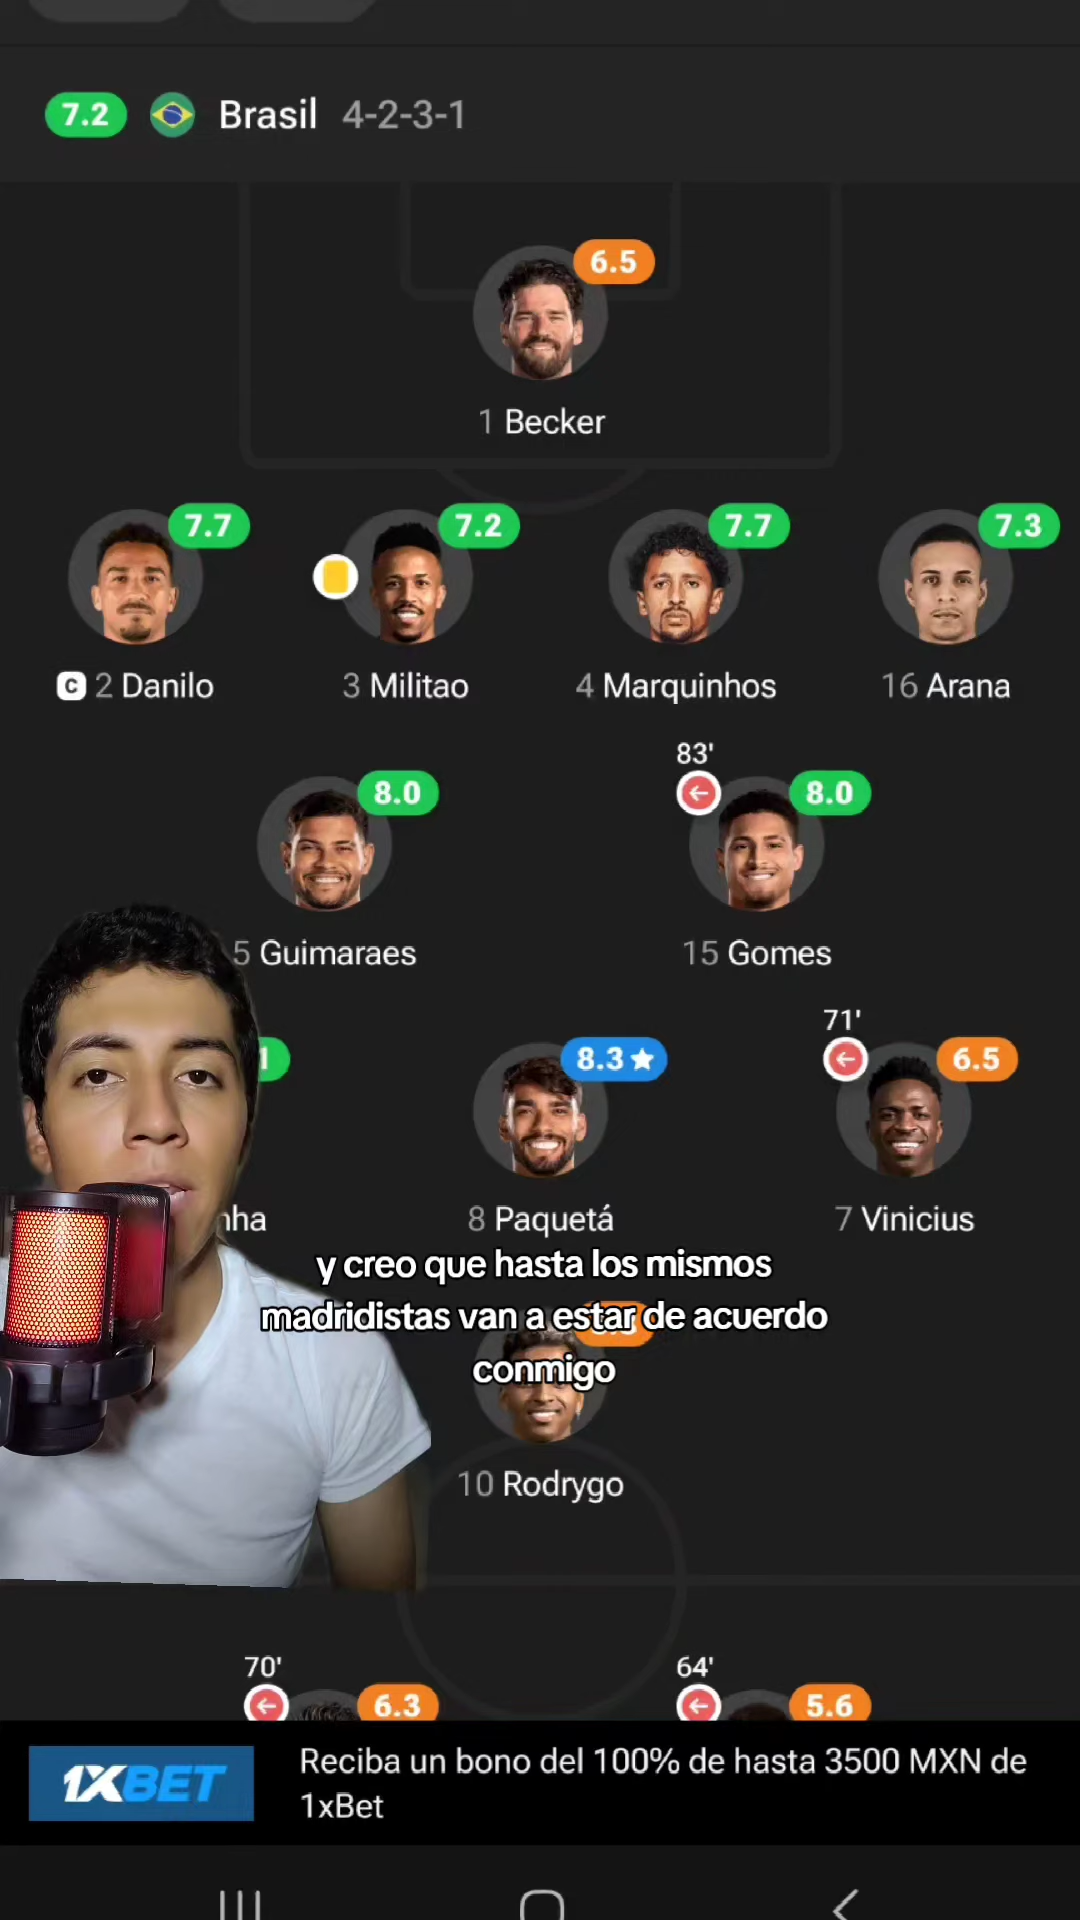 7.2 Brasil 4-2-3-1
6.5
1 Becker
7.7 7.2 7.7 7.3
C 2 Danilo 3 Militao 4 Marquinhos 16 Arana
83'
8.0 8.0
5 Guimaraes 15 Gomes
71'
1 8.3 6.5
nha 8 Paquetá 7 Vinicius
y creo que hasta los mismos
madridistas van a estar de acuerdo
conmigo
10 Rodrygo
70' 64'
6.3 5.6
1XBET
Reciba un bono del 100% de hasta 3500 MXN de
1xBet